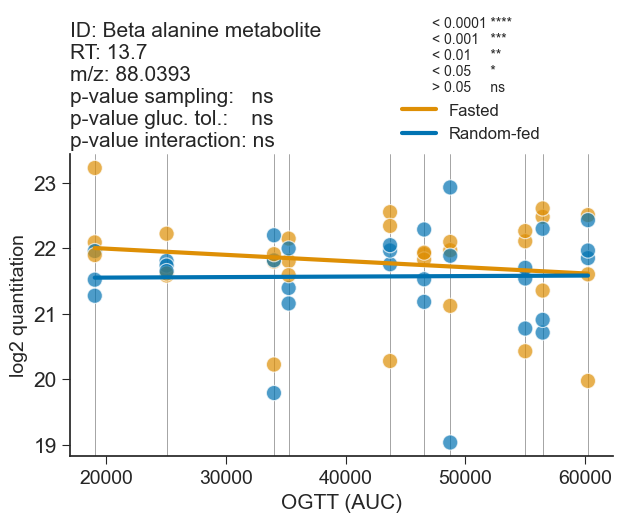 ID: Beta alanine metabolite
RT: 13.7
m/z: 88.0393
p-value sampling: ns
p-value gluc. tol.: ns
p-value interaction: ns
< 0.0001 ****
< 0.001 ***
< 0.01 **
< 0.05 *
> 0.05 ns
Fasted
Random-fed
log2 quantitation
23
22
21
20
19
20000 30000 40000 50000 60000
OGTT (AUC)